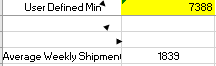 User Defined Min 7388
Average Weekly Shipment 1839